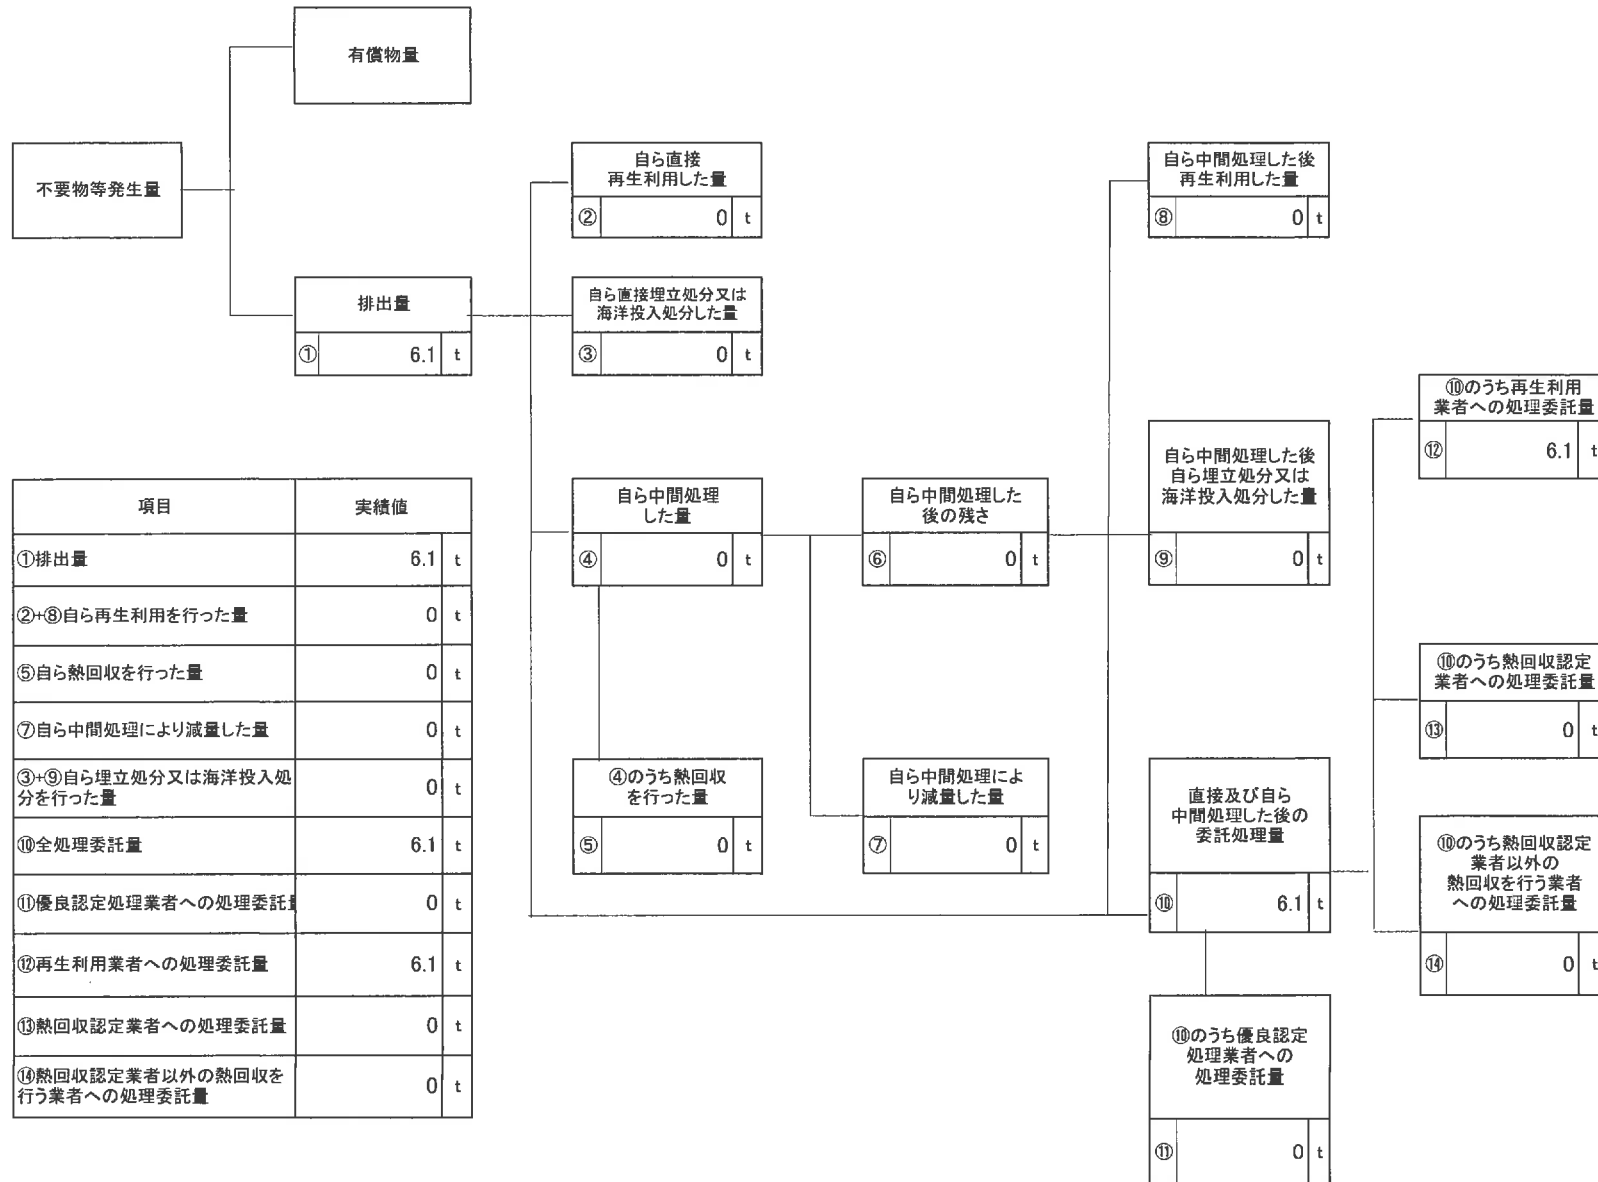 有償物量
不要物等発生量
自ら直接
再生利用した量
② 0 t
自ら中間処理した後
再生利用した量
⑧ 0 t
排出量
① 6.1 t
自ら直接埋立処分又は
海洋投入処分した量
③ 0 t
⑩のうち再生利用
業者への処理委託量
⑫ 6.1 t
自ら中間処理
した量
④ 0 t
自ら中間処理した
後の残さ
⑥ 0 t
自ら中間処理した後
自ら埋立処分又は
海洋投入処分した量
⑨ 0 t
⑩のうち熱回収認定
業者への処理委託量
⑬ 0 t
④のうち熱回収
を行った量
⑤ 0 t
自ら中間処理によ
り減量した量
⑦ 0 t
直接及び自ら
中間処理した後の
委託処理量
⑩ 6.1 t
⑩のうち熱回収認定
業者以外の
熱回収を行う業者
への処理委託量
⑭ 0 t
⑩のうち優良認定
処理業者への
処理委託量
⑪ 0 t
項目 実績値
①排出量 6.1 t
②+⑧自ら再生利用を行った量 0 t
⑤自ら熱回収を行った量 0 t
⑦自ら中間処理により減量した量 0 t
③+⑨自ら埋立処分又は海洋投入処
分を行った量 0 t
⑩全処理委託量 6.1 t
⑪優良認定処理業者への処理委託量 0 t
⑫再生利用業者への処理委託量 6.1 t
⑬熱回収認定業者への処理委託量 0 t
⑭熱回収認定業者以外の熱回収を
行う業者への処理委託量 0 t